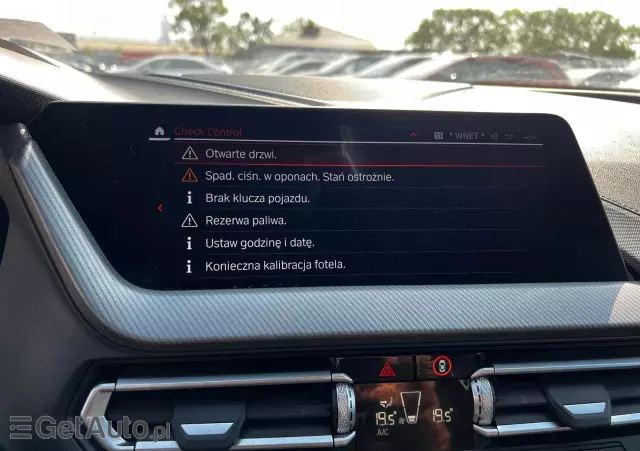 Check Control
* WNET *
Otwarte drzwi.
Spad. ciśn. w oponach. Stań ostrożnie.
Brak klucza pojazdu.
Rezerwa paliwa.
Ustaw godzinę i datę.
Konieczna kalibracja fotela.
19.5 19.5
A/C
GetAuto.pl